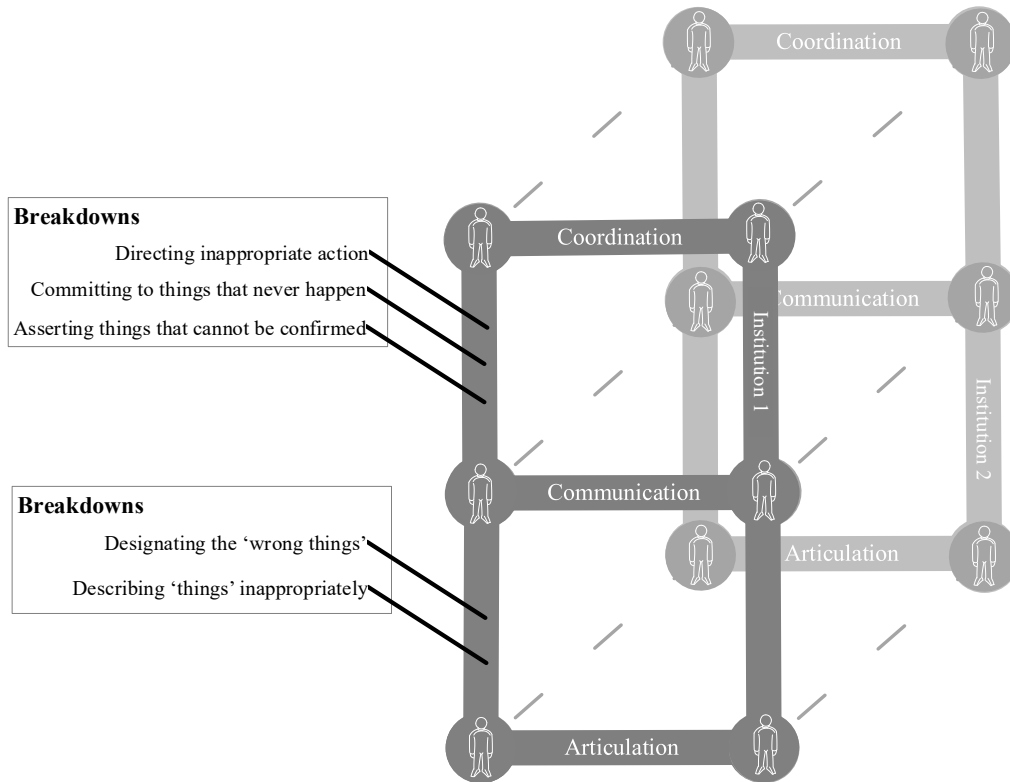 Coordination
Breakdowns
Directing inappropriate action
Committing to things that never happen
Asserting things that cannot be confirmed
Coordination
Communication
Institution 1
Institution 2
Breakdowns
Designating the ‘wrong things’
Describing ‘things’ inappropriately
Communication
Articulation
Articulation